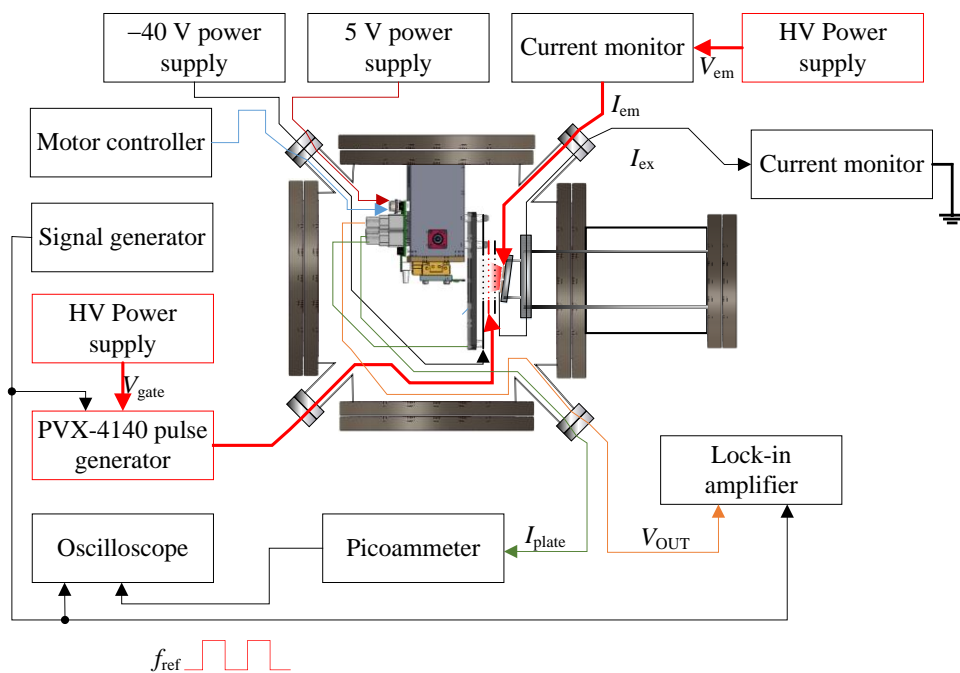 −40 V power
supply
5 V power
supply
Current monitor
HV Power
supply
V_em
I_em
Motor controller
I_ex
Current monitor
Signal generator
HV Power
supply
V_gate
PVX-4140 pulse
generator
Lock-in
amplifier
Oscilloscope
Picoammeter
I_plate
V_OUT
f_ref